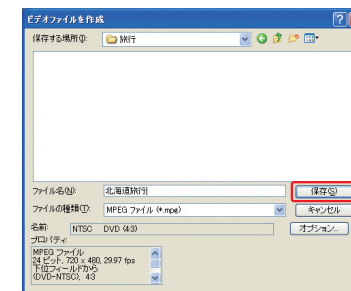 ビデオファイルを作成
保存する場所(I): 旅行
ファイル名(N): 北海道旅行 保存(S)
ファイルの種類(T): MPEG ファイル (*.mpg) キャンセル
名前: NTSC DVD (4:3) オプション...
プロパティ:
MPEG ファイル
24 ビット, 720 x 480, 29.97 fps
下位フィールドから
(DVD-NTSC), 4:3